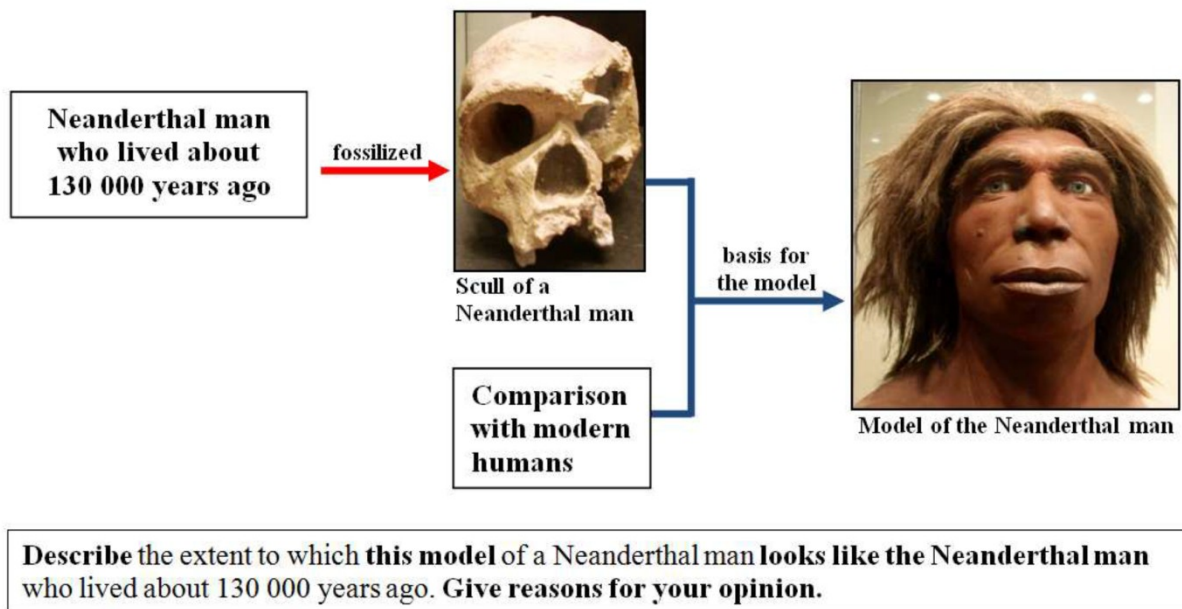 Neanderthal man
who lived about
130 000 years ago
fossilized
Scull of a
Neanderthal man
Comparison
with modern
humans
basis for
the model
Model of the Neanderthal man
Describe the extent to which this model of a Neanderthal man looks like the Neanderthal man
who lived about 130 000 years ago. Give reasons for your opinion.